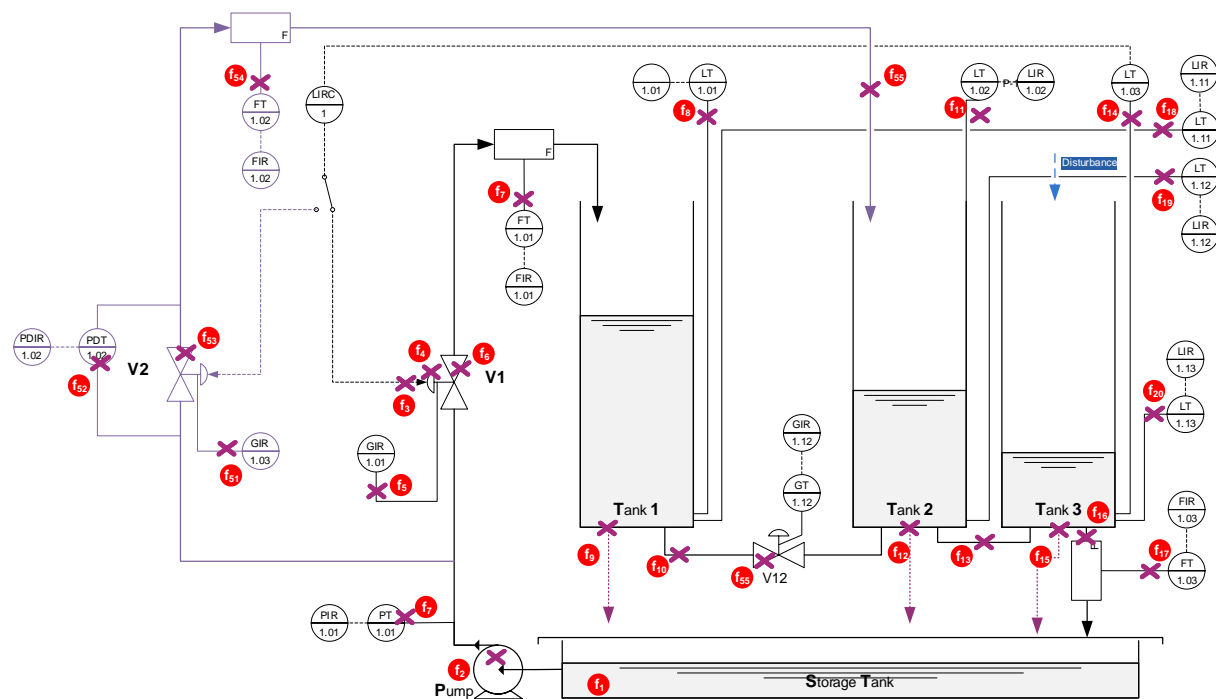 F
f54
FT
1.02
FIR
1.02
LIRC
1
F
f7
FT
1.01
FIR
1.01
1.01
LT
1.01
f8
f55
LT
1.02
LIR
1.02
f11
LT
1.03
f14
f18
LIR
1.11
LT
1.11
Disturbance
LT
1.12
f19
LIR
1.12
PDIR
1.02
PDT
1.02
f52
V2
f53
GIR
1.03
f51
f4
f6
V1
f3
GIR
1.01
f5
LIR
1.13
f20
LT
1.13
GIR
1.12
GT
1.12
Tank 1
Tank 2
Tank 3
f9
f10
f55
V12
f12
f13
f15
f16
F
FIR
1.03
f17
FT
1.03
PIR
1.01
PT
1.01
f7
f2
Pump
f1
Storage Tank